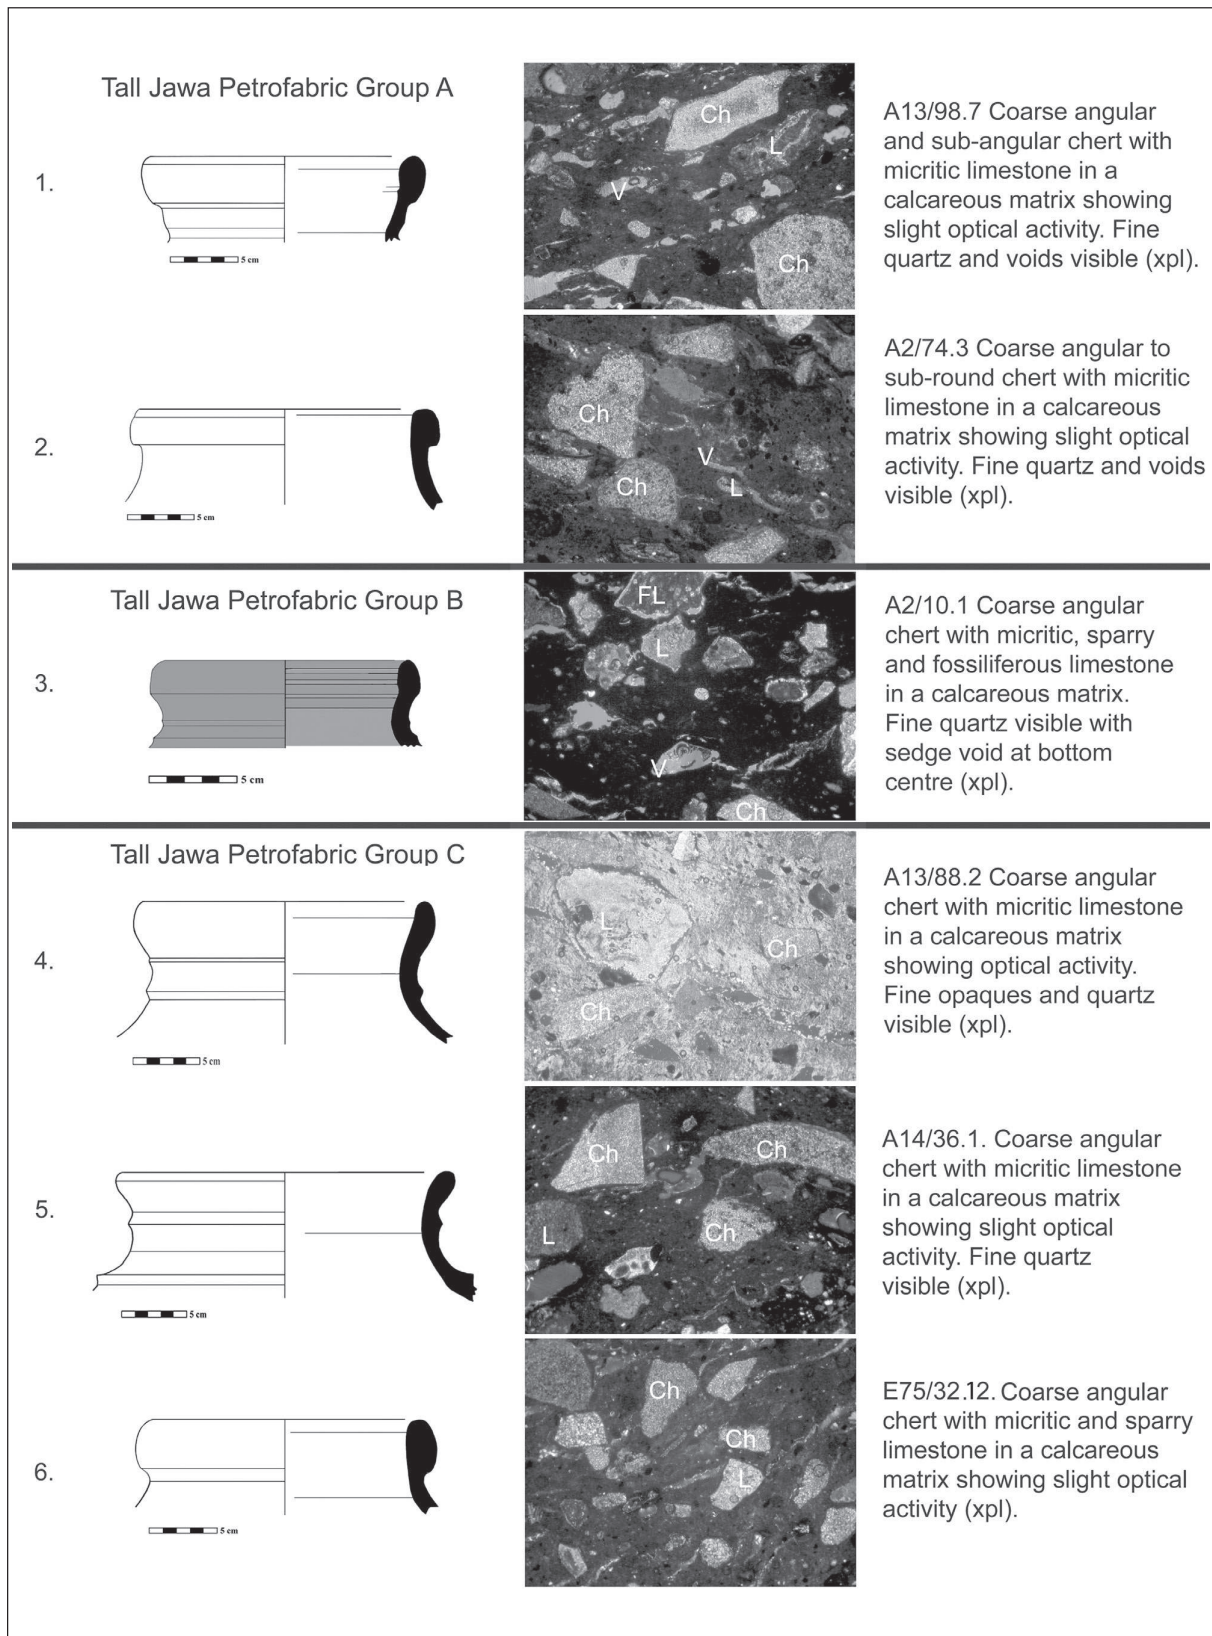 Tall Jawa Petrofabric Group A
1.
5 cm
Ch
L
V
Ch
A13/98.7 Coarse angular
and sub-angular chert with
micritic limestone in a
calcareous matrix showing
slight optical activity. Fine
quartz and voids visible (xpl).
2.
5 cm
Ch
V
Ch
L
A2/74.3 Coarse angular to
sub-round chert with micritic
limestone in a calcareous
matrix showing slight optical
activity. Fine quartz and voids
visible (xpl).
Tall Jawa Petrofabric Group B
3.
5 cm
FL
L
V
Ch
A2/10.1 Coarse angular
chert with micritic, sparry
and fossiliferous limestone
in a calcareous matrix.
Fine quartz visible with
sedge void at bottom
centre (xpl).
Tall Jawa Petrofabric Group C
4.
5 cm
L
Ch
Ch
A13/88.2 Coarse angular
chert with micritic limestone
in a calcareous matrix
showing optical activity.
Fine opaques and quartz
visible (xpl).
5.
5 cm
Ch
Ch
L
Ch
A14/36.1. Coarse angular
chert with micritic limestone
in a calcareous matrix
showing slight optical
activity. Fine quartz
visible (xpl).
6.
5 cm
Ch
Ch
L
E75/32.12. Coarse angular
chert with micritic and sparry
limestone in a calcareous
matrix showing slight optical
activity (xpl).